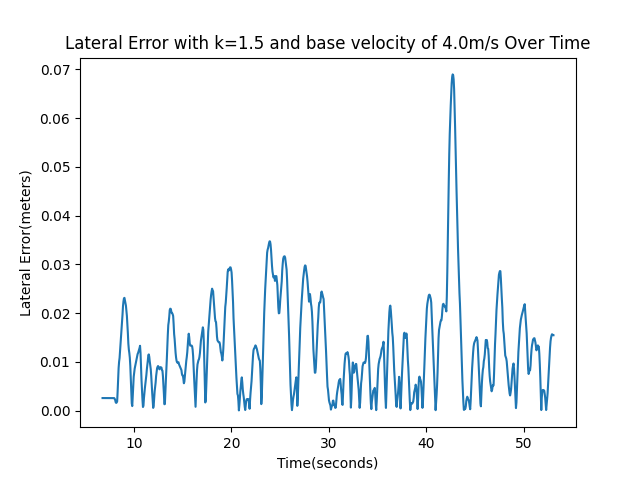 Lateral Error with k=1.5 and base velocity of 4.0m/s Over Time
0.07
0.06
0.05
0.04
0.03
0.02
0.01
0.00
Lateral Error(meters)
10 20 30 40 50
Time(seconds)